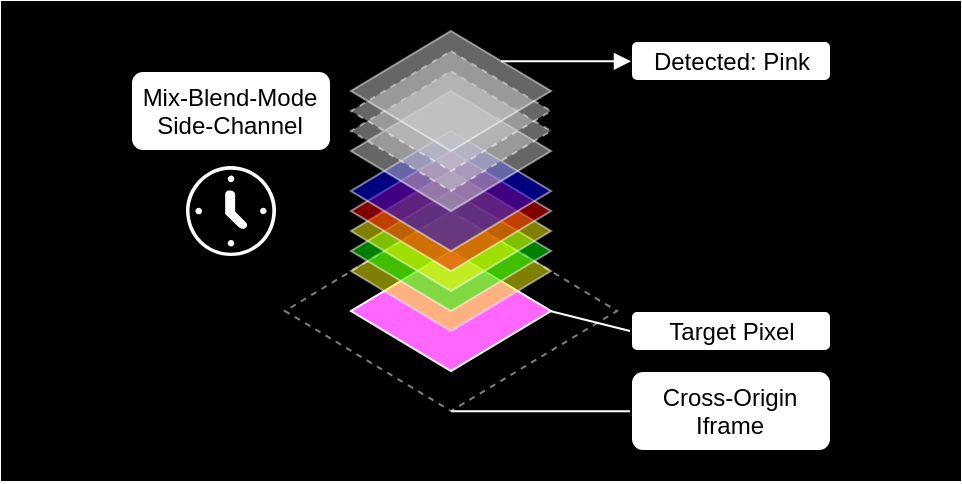 Detected: Pink
Mix-Blend-Mode
Side-Channel
Target Pixel
Cross-Origin
Iframe